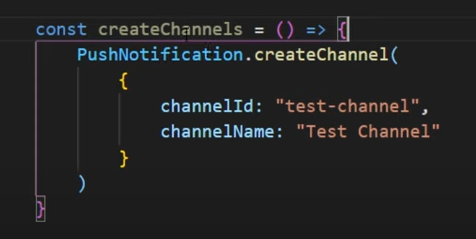 const createChannels = () => {
    PushNotification.createChannel(
        {
            channelId: "test-channel",
            channelName: "Test Channel"
        }
    )
}